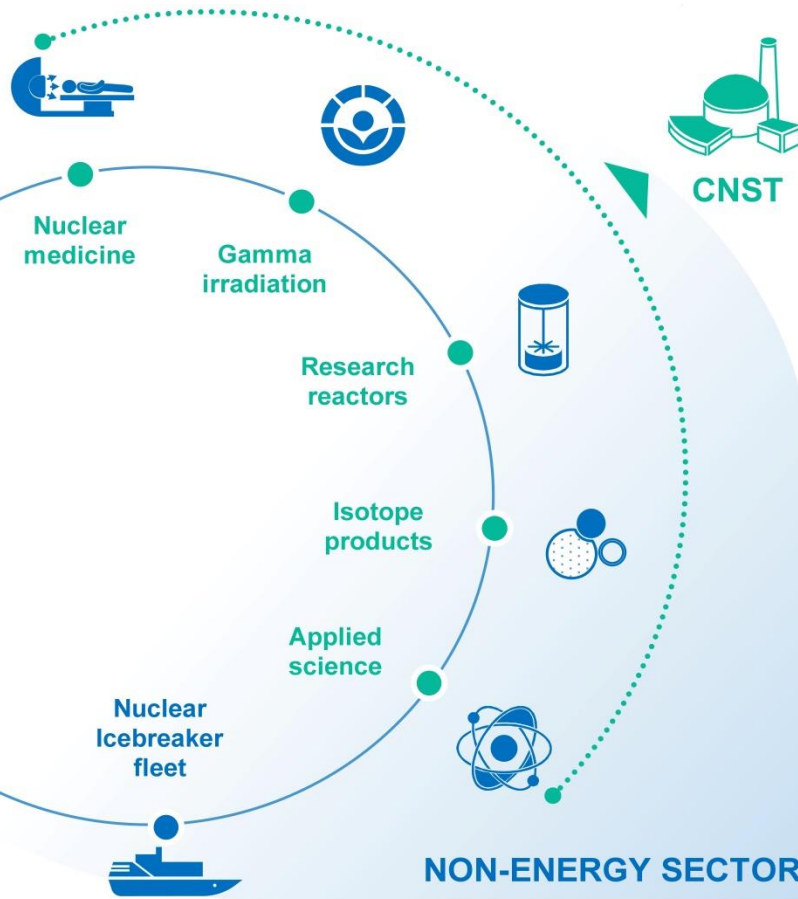 CNST
Nuclear
medicine
Gamma
irradiation
Research
reactors
Isotope
products
Applied
science
Nuclear
Icebreaker
fleet
NON-ENERGY SECTOR